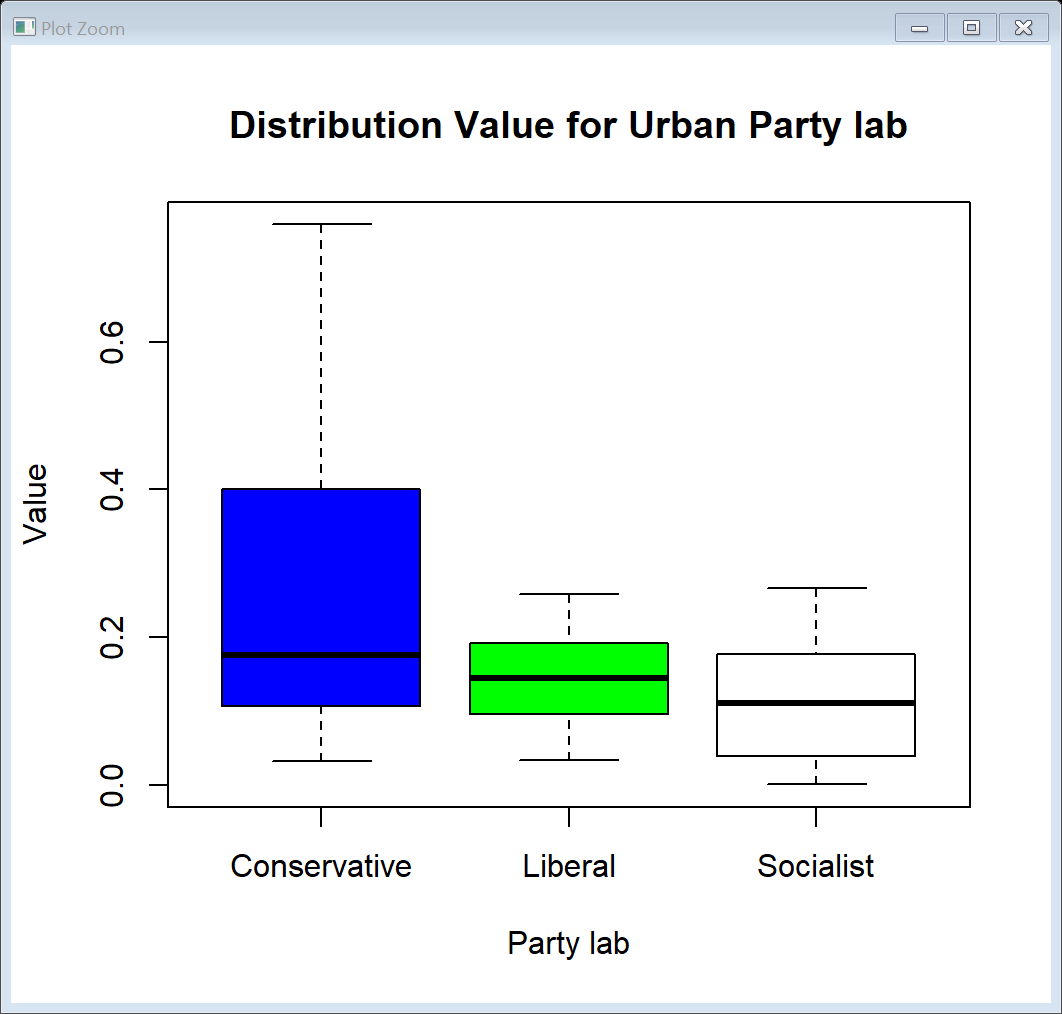 Plot Zoom
Distribution Value for Urban Party lab
Value
0.6
0.4
0.2
0.0
Conservative Liberal Socialist
Party lab